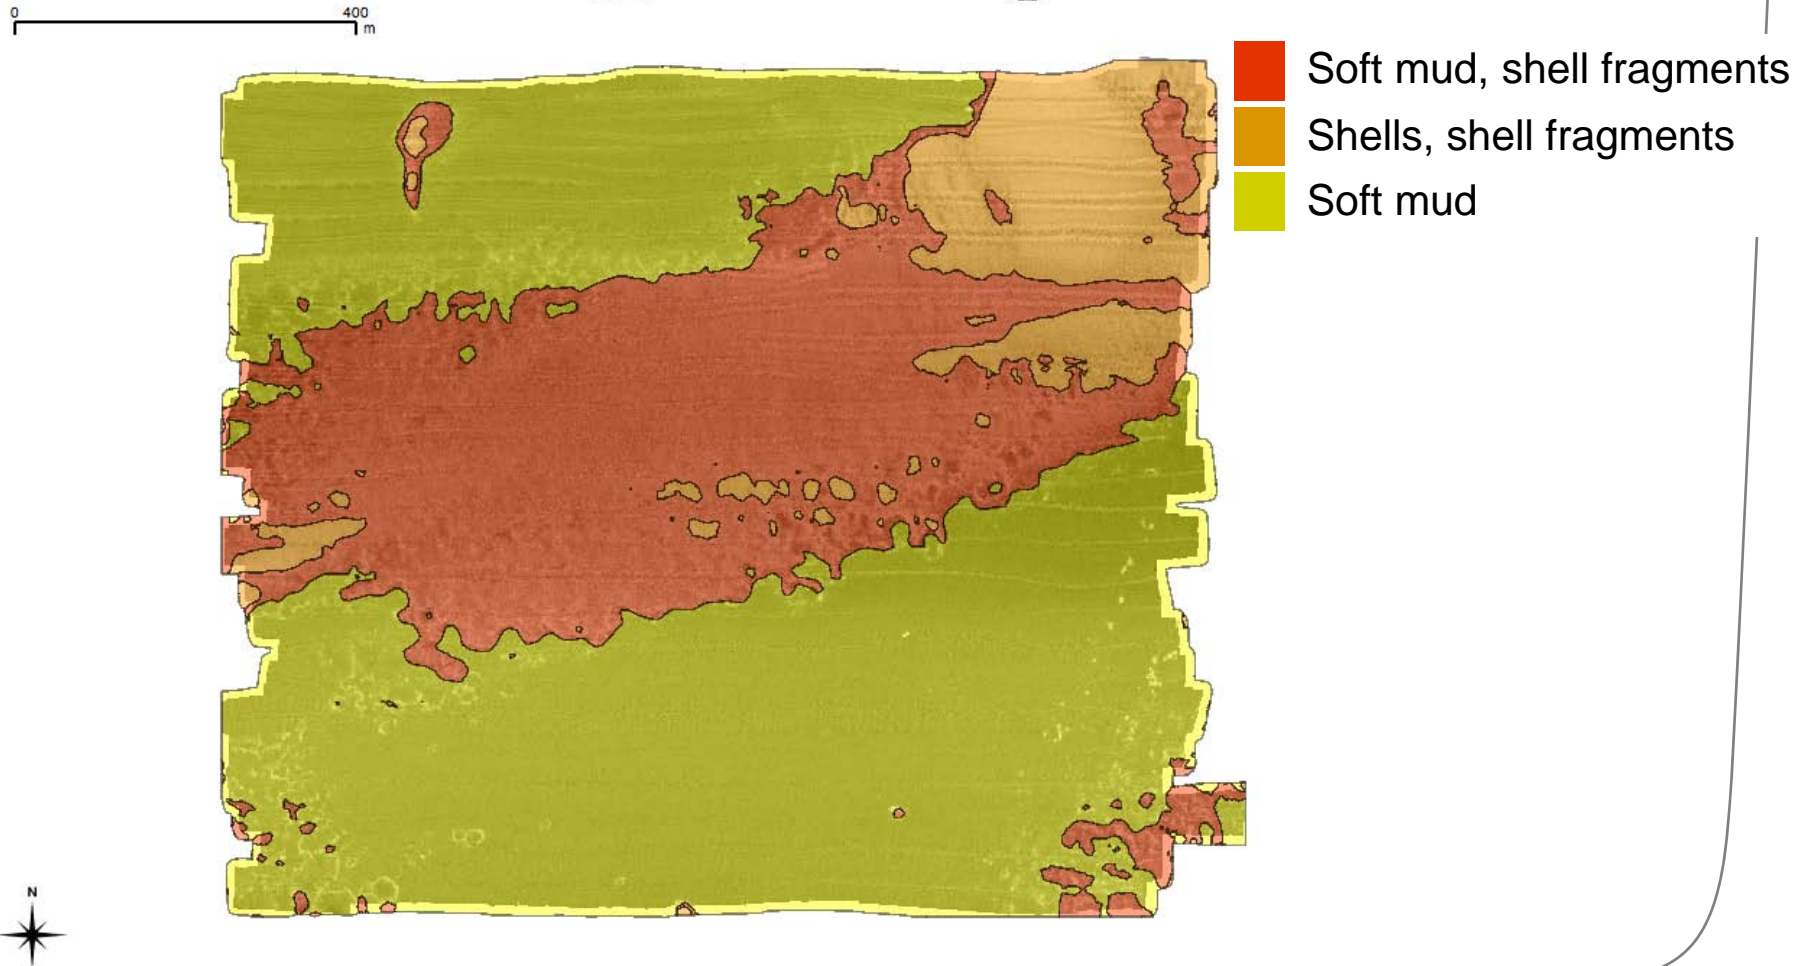 0 400
m
Soft mud, shell fragments
Shells, shell fragments
Soft mud
N